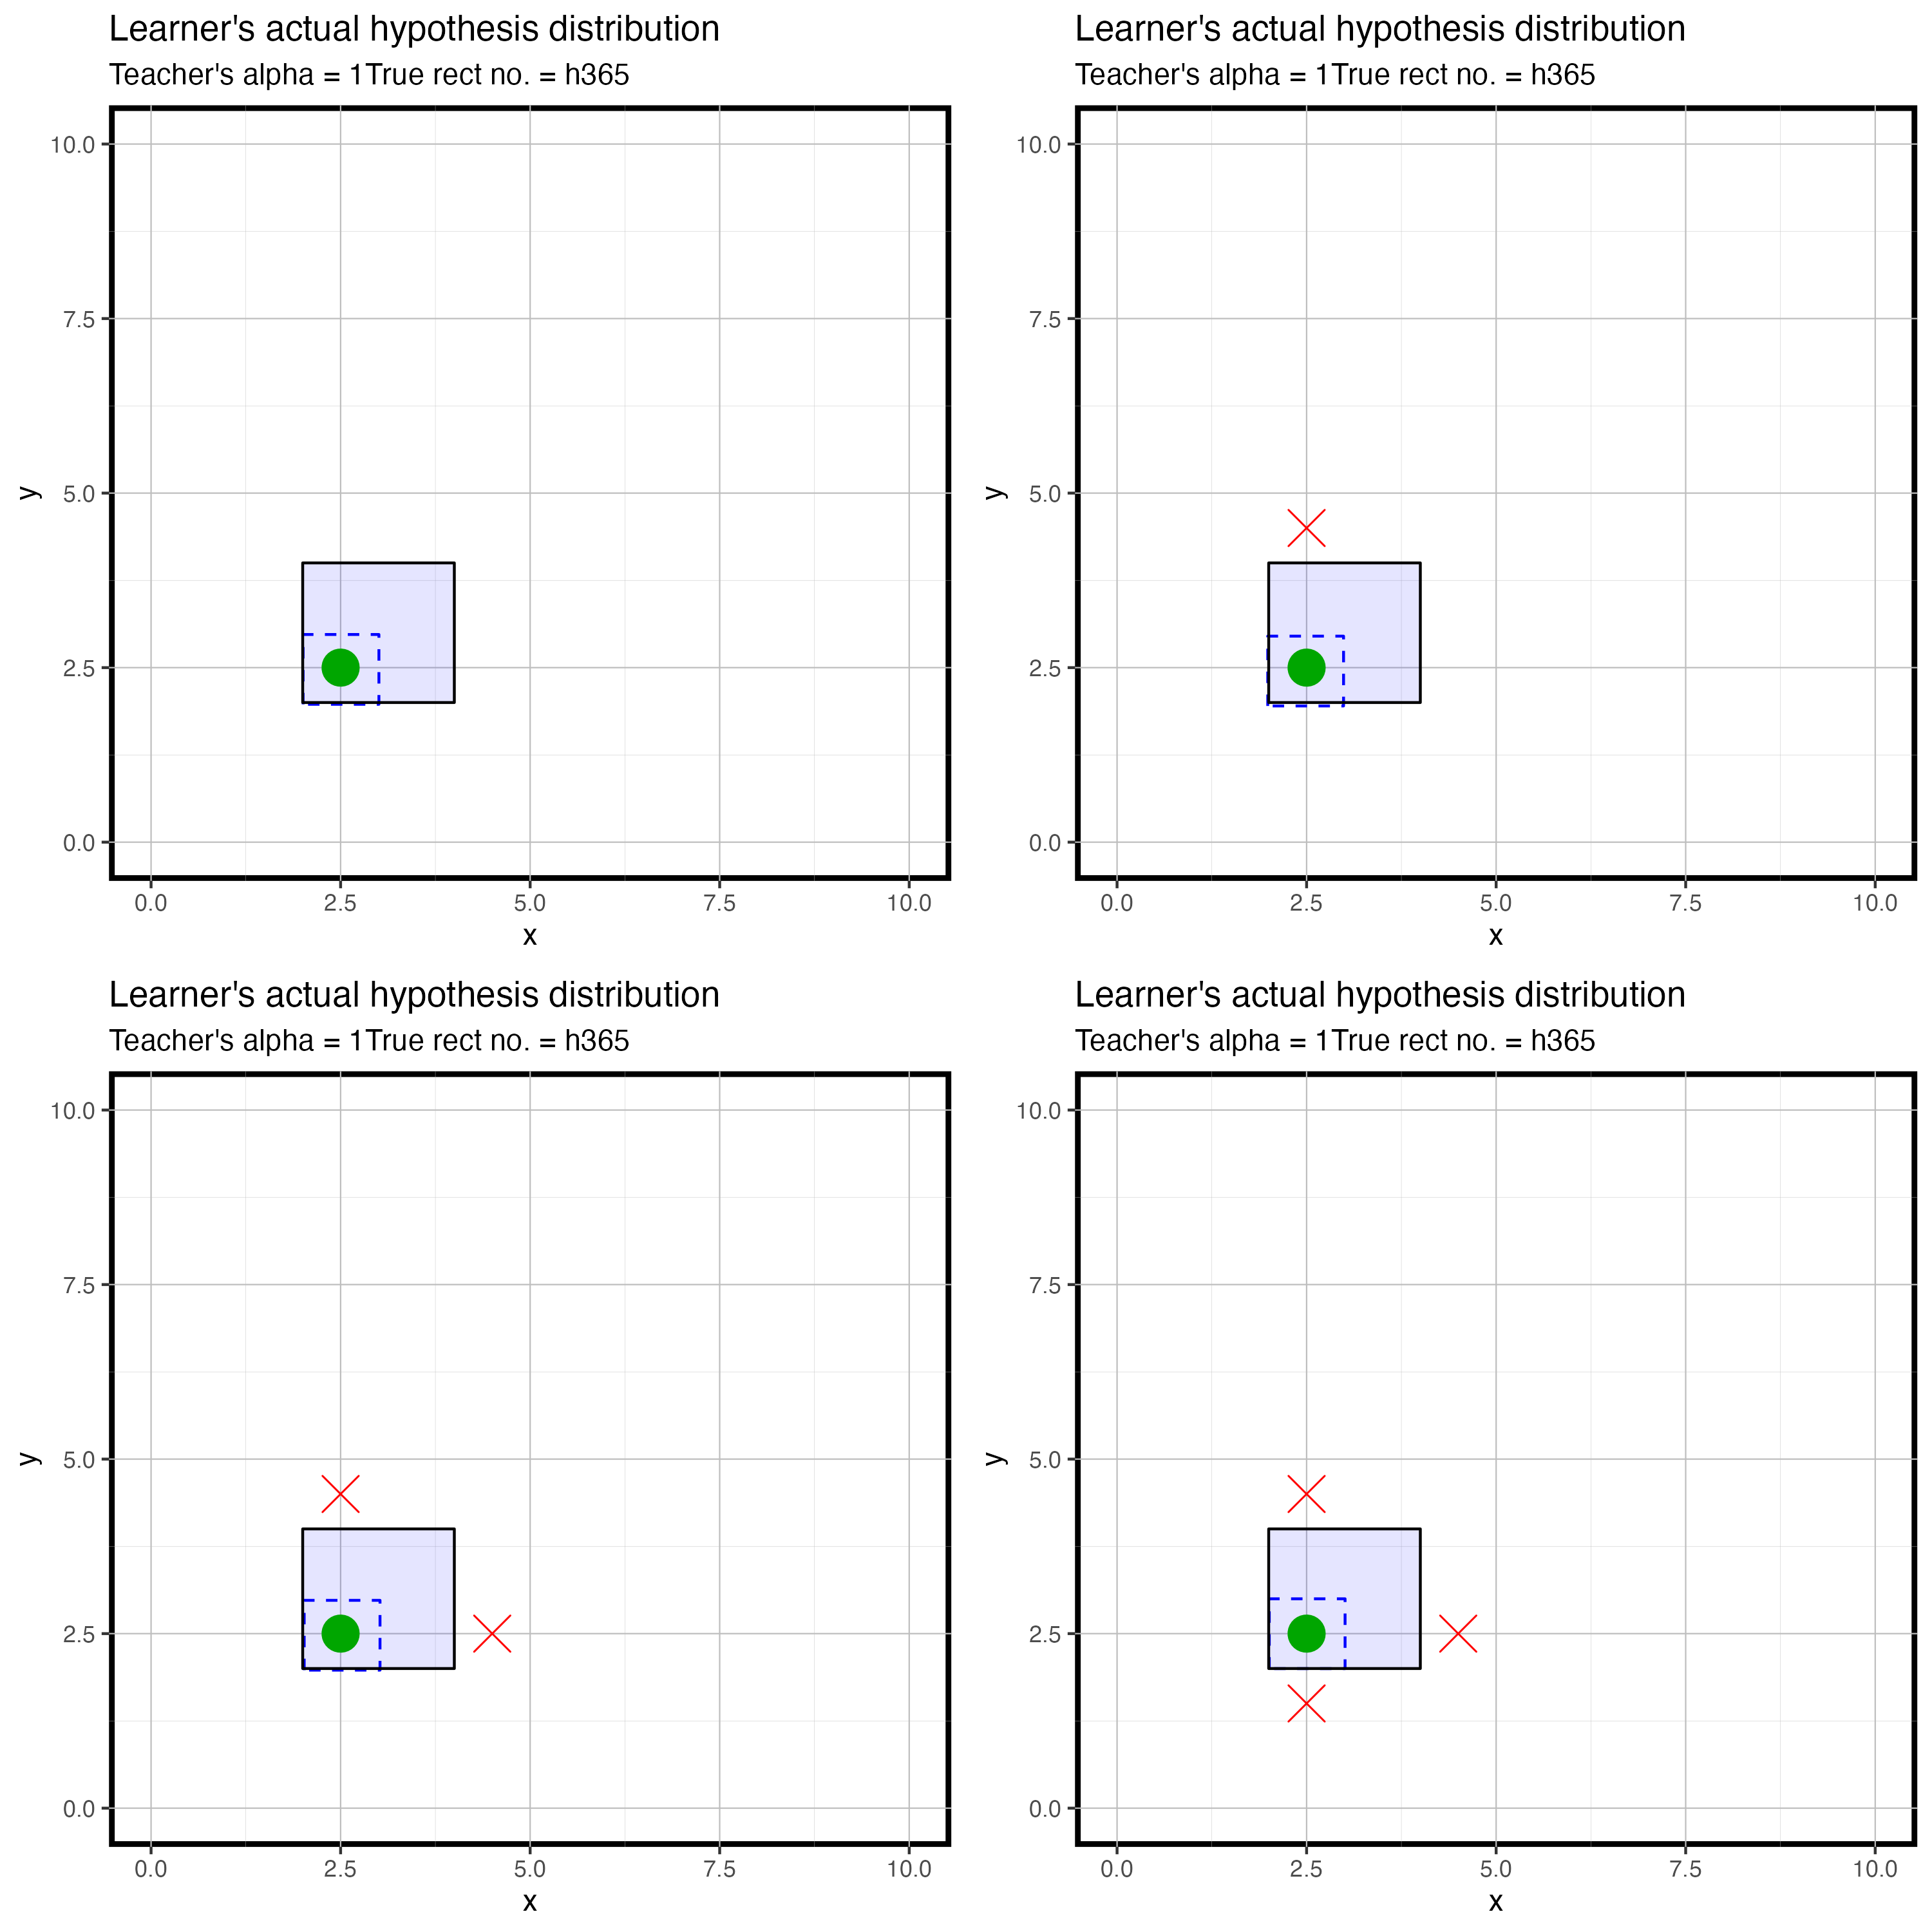 Learner's actual hypothesis distribution
Teacher's alpha = 1True rect no. = h365
10.0
7.5
5.0
2.5
0.0
y
0.0 2.5 5.0 7.5 10.0
x
Learner's actual hypothesis distribution
Teacher's alpha = 1True rect no. = h365
10.0
7.5
5.0
2.5
0.0
y
0.0 2.5 5.0 7.5 10.0
x
Learner's actual hypothesis distribution
Teacher's alpha = 1True rect no. = h365
10.0
7.5
5.0
2.5
0.0
y
0.0 2.5 5.0 7.5 10.0
x
Learner's actual hypothesis distribution
Teacher's alpha = 1True rect no. = h365
10.0
7.5
5.0
2.5
0.0
y
0.0 2.5 5.0 7.5 10.0
x